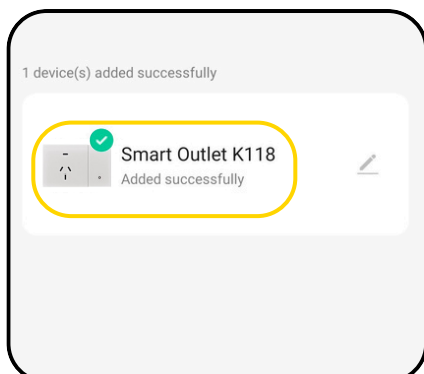 1 device(s) added successfully
Smart Outlet K118
Added successfully